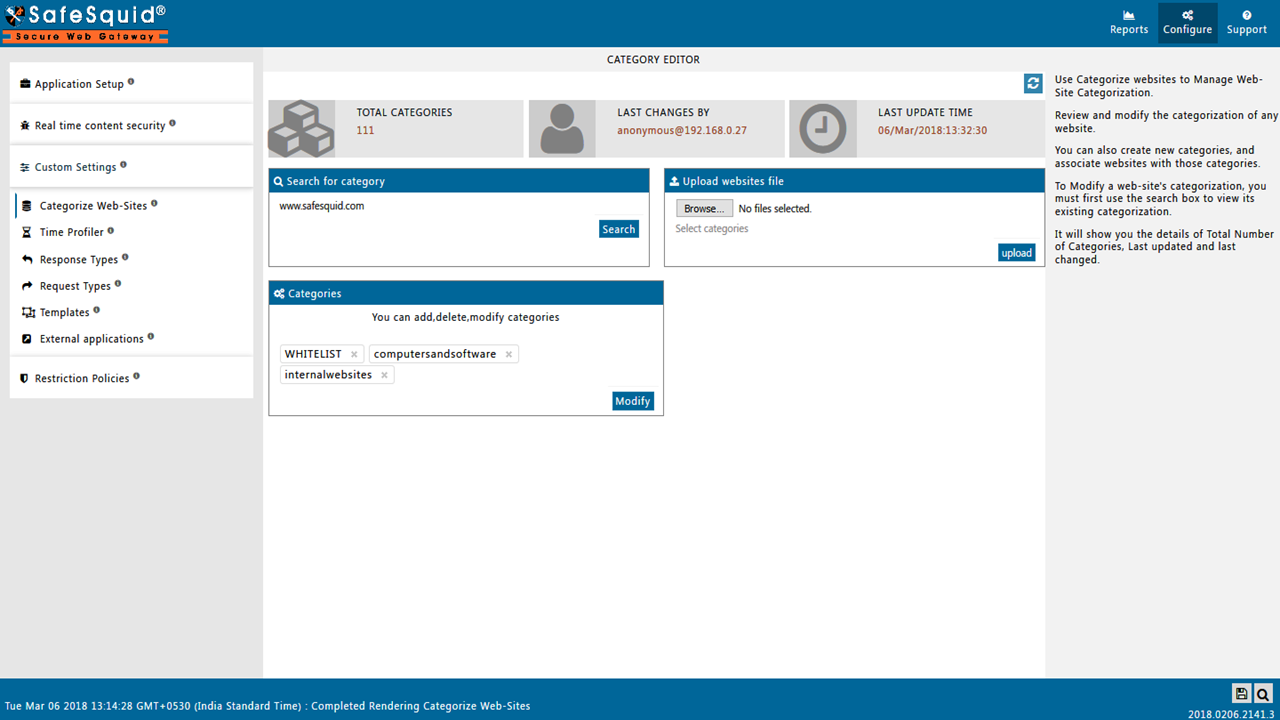 SafeSquid®
Secure Web Gateway
Reports
Configure
Support
Application Setup
Real time content security
Custom Settings
Categorize Web-Sites
Time Profiler
Response Types
Request Types
Templates
External applications
Restriction Policies
CATEGORY EDITOR
TOTAL CATEGORIES
111
LAST CHANGES BY
anonymous@192.168.0.27
LAST UPDATE TIME
06/Mar/2018:13:32:30
Search for category
www.safesquid.com
Search
Upload websites file
Browse... No files selected.
Select categories
upload
Categories
You can add,delete,modify categories
WHITELIST × computersandsoftware ×
internalwebsites ×
Modify
Use Categorize websites to Manage Web-
Site Categorization.
Review and modify the categorization of any
website.
You can also create new categories, and
associate websites with those categories.
To Modify a web-site's categorization, you
must first use the search box to view its
existing categorization.
It will show you the details of Total Number
of Categories, Last updated and last
changed.
Tue Mar 06 2018 13:14:28 GMT+0530 (India Standard Time) : Completed Rendering Categorize Web-Sites
2018.0206.2141.3